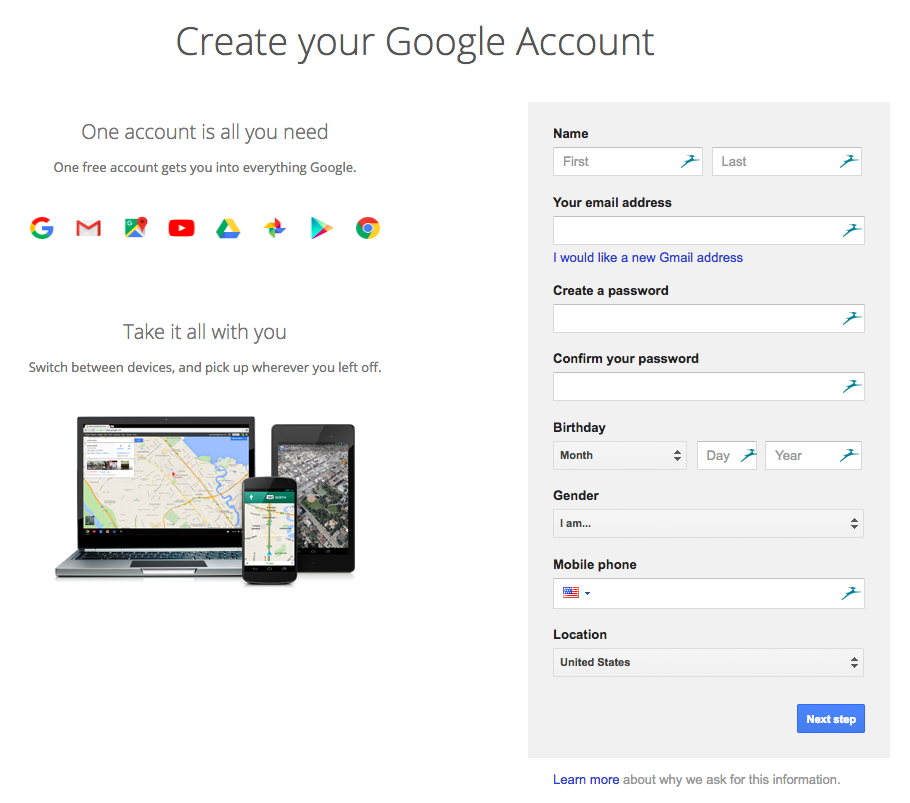 Create your Google Account
One account is all you need
One free account gets you into everything Google.
Take it all with you
Switch between devices, and pick up wherever you left off.
Name
First Last
Your email address
I would like a new Gmail address
Create a password
Confirm your password
Birthday
Month Day Year
Gender
I am...
Mobile phone
Location
United States
Next step
Learn more about why we ask for this information.